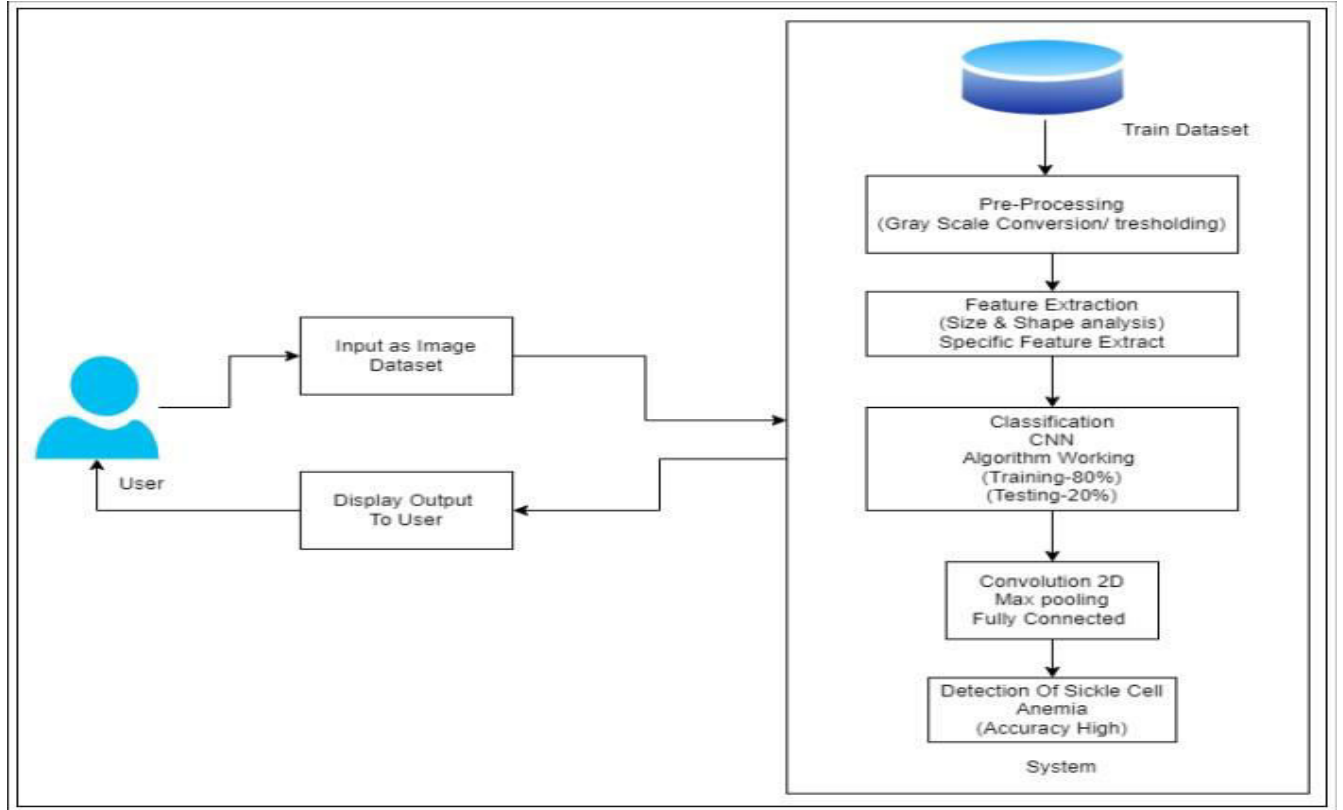 Train Dataset
Pre-Processing
(Gray Scale Conversion/ tresholding)
Feature Extraction
(Size & Shape analysis)
Specific Feature Extract
Input as Image
Dataset
Classification
CNN
Algorithm Working
(Training-80%)
(Testing-20%)
User
Display Output
To User
Convolution 2D
Max pooling
Fully Connected
Detection Of Sickle Cell
Anemia
(Accuracy High)
System